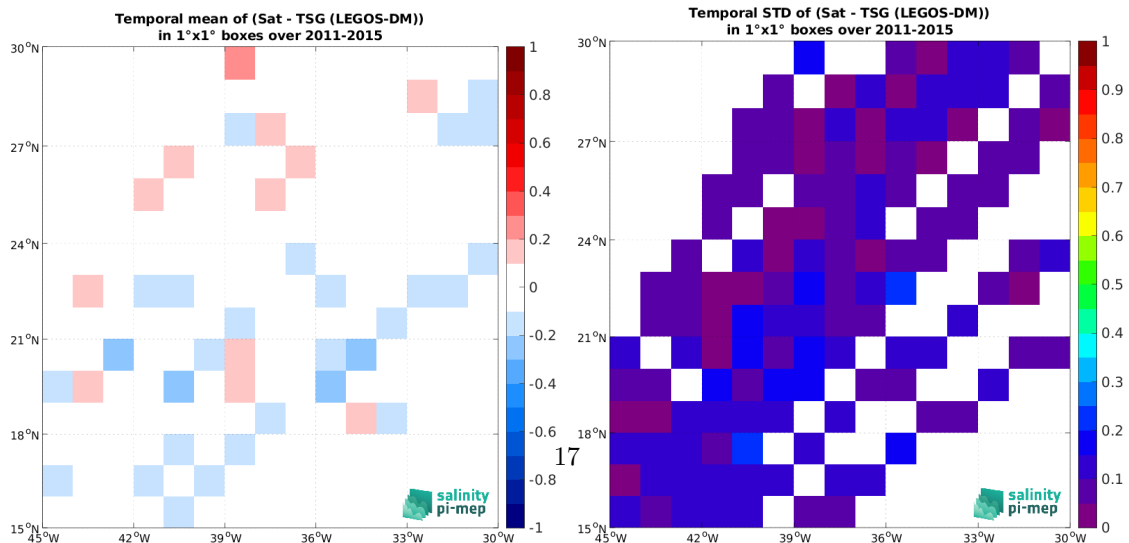 Temporal mean of (Sat - TSG (LEGOS-DM))
in 1°x1° boxes over 2011-2015
30°N
27°N
24°N
21°N
18°N
15°N
45°W
42°W
39°W
36°W
33°W
30°W
1
0.8
0.6
0.4
0.2
0
-0.2
-0.4
-0.6
-0.8
-1
salinity
pi-mep
17
Temporal STD of (Sat - TSG (LEGOS-DM))
in 1°x1° boxes over 2011-2015
30°N
27°N
24°N
21°N
18°N
15°N
45°W
42°W
39°W
36°W
33°W
30°W
1
0.9
0.8
0.7
0.6
0.5
0.4
0.3
0.2
0.1
0
salinity
pi-mep